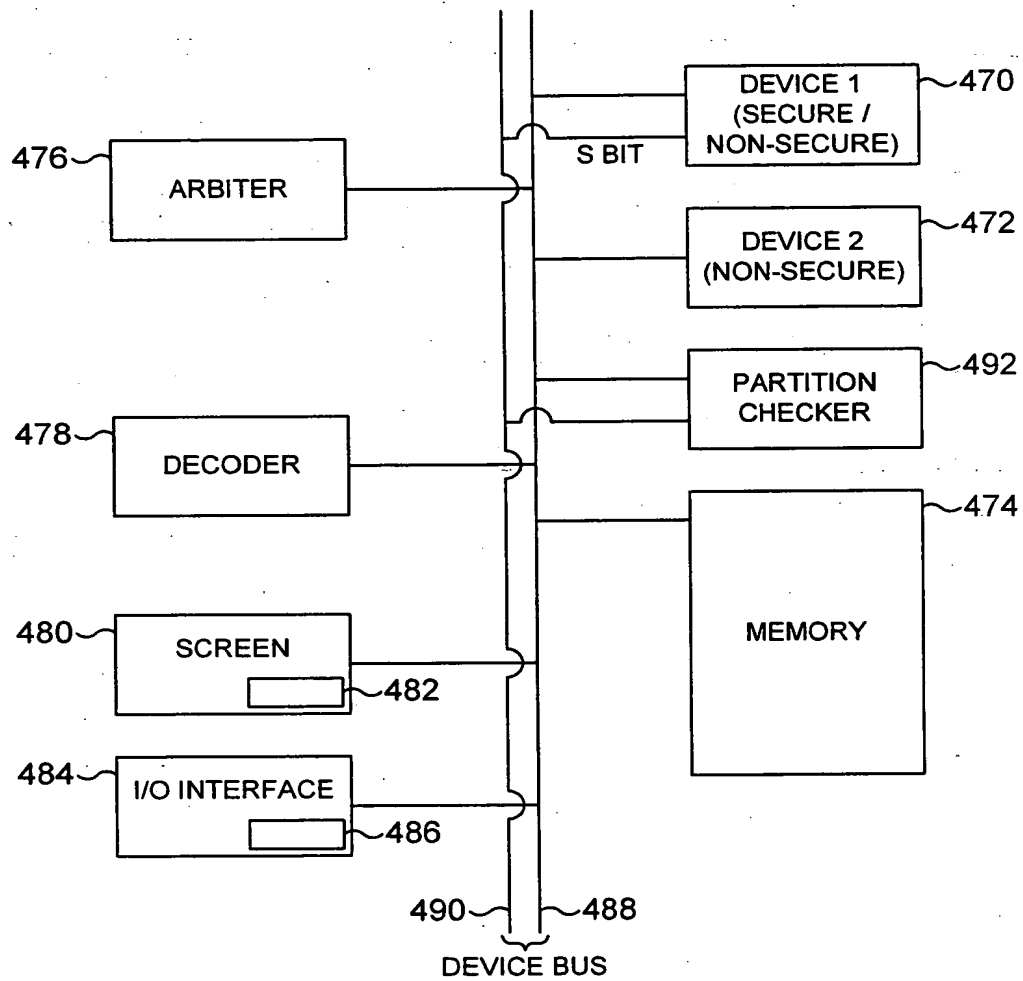 DEVICE 1
(SECURE /
NON-SECURE)
470
S BIT
476
ARBITER
DEVICE 2
(NON-SECURE)
472
PARTITION
CHECKER
492
478
DECODER
474
MEMORY
480
SCREEN
482
484
I/O INTERFACE
486
490
488
DEVICE BUS